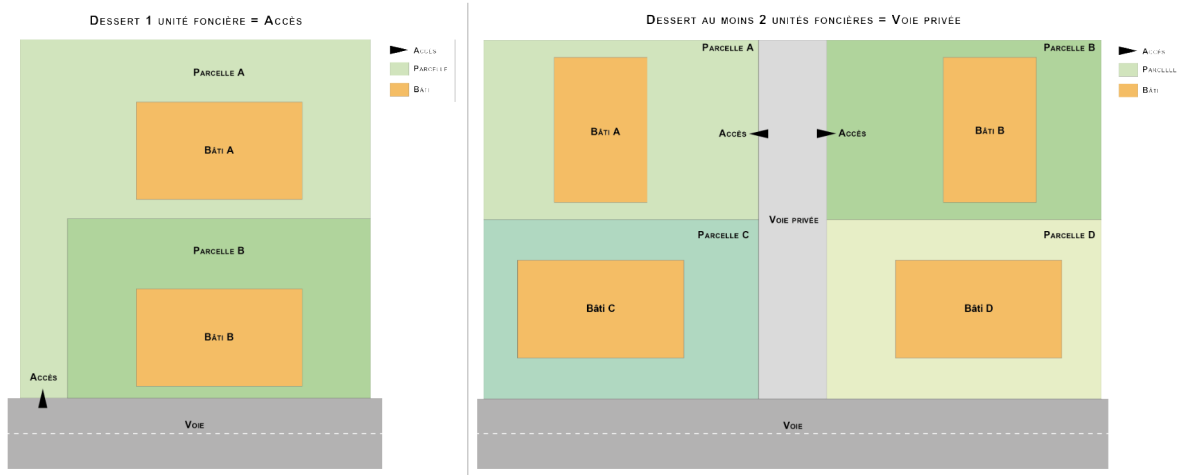 Dessert 1 unité foncière = Accès
Accès
Parcelle
Bâti
Parcelle A
Bâti A
Parcelle B
Bâti B
Accès
Voie
Dessert au moins 2 unités foncières = Voie privée
Accès
Parcelle
Bâti
Parcelle A
Parcelle B
Bâti A
Accès
Accès
Bâti B
Voie privée
Parcelle C
Parcelle D
Bâti C
Bâti D
Voie